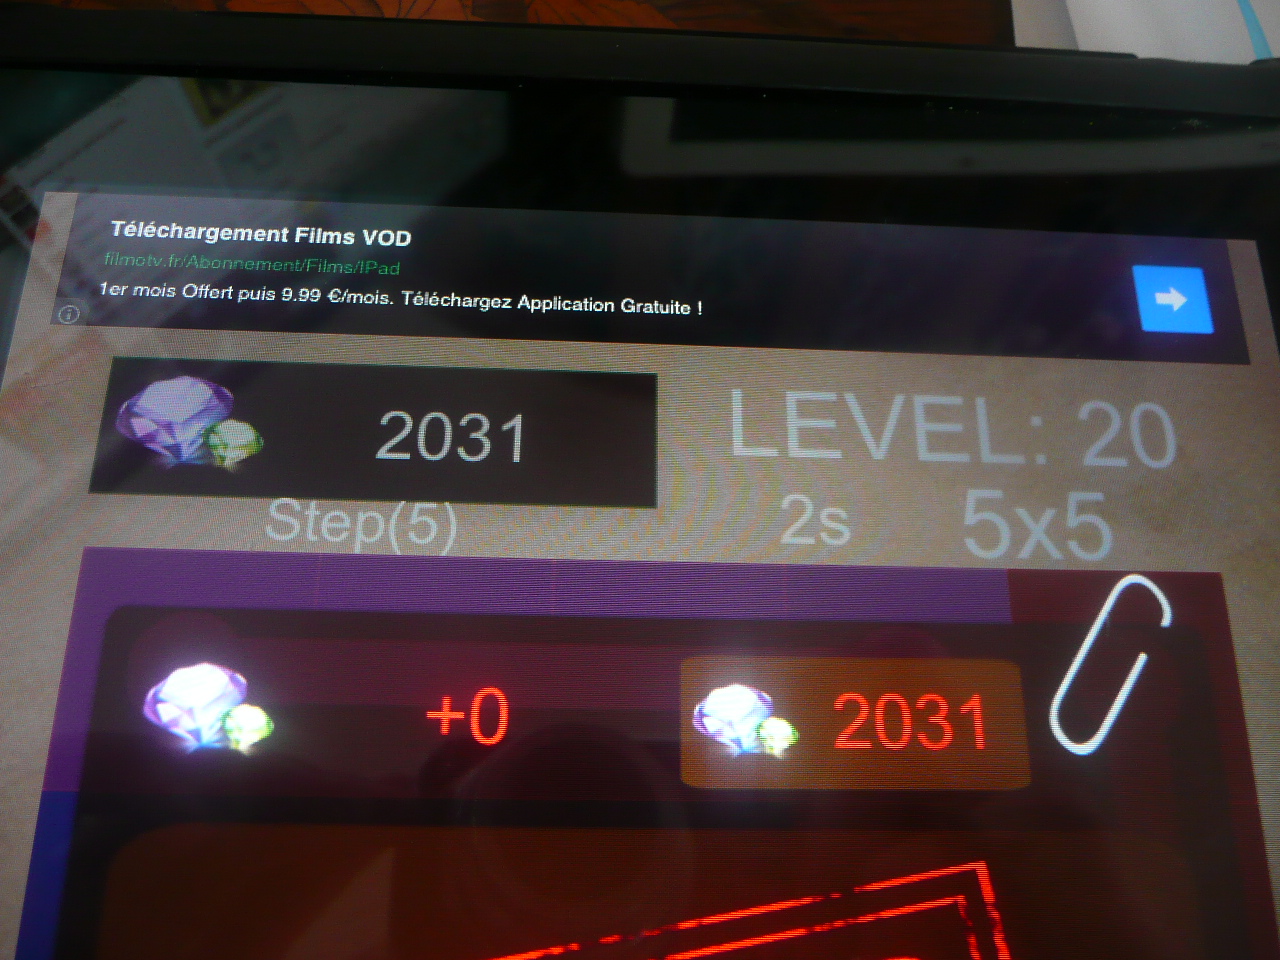 Téléchargement Films VOD
filmotv.fr/Abonnement/Films/IPad
1er mois Offert puis 9.99 €/mois. Téléchargez Application Gratuite !
2031
LEVEL: 20
Step(5)
2s
5x5
+0
2031